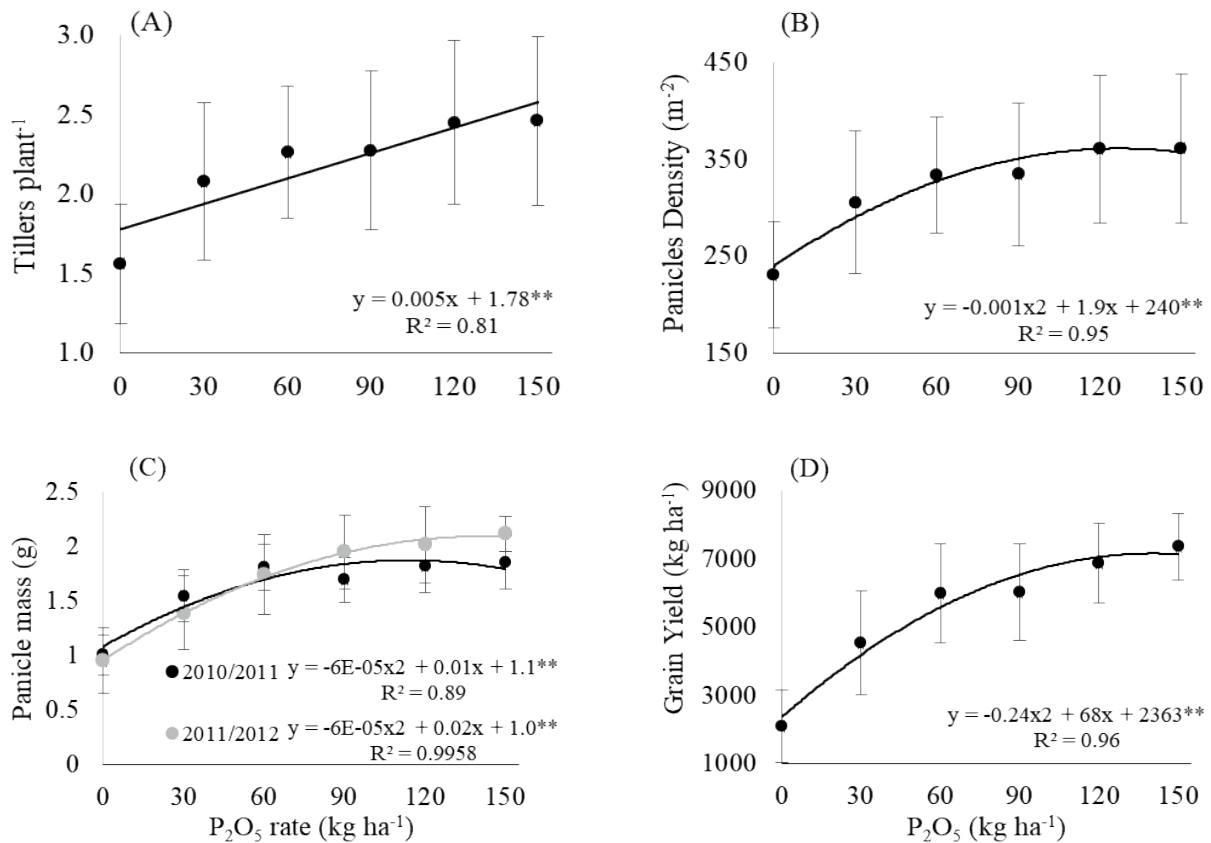 (A)
Tillers plant⁻¹
3.0
2.5
2.0
1.5
1.0
y = 0.005x + 1.78**
R² = 0.81
0 30 60 90 120 150
(B)
Panicles Density (m⁻²)
450
350
250
150
y = -0.001x2 + 1.9x + 240**
R² = 0.95
0 30 60 90 120 150
(C)
Panicle mass (g)
2.5
2
1.5
1
0.5
0
2010/2011 y = -6E-05x2 + 0.01x + 1.1**
R² = 0.89
2011/2012 y = -6E-05x2 + 0.02x + 1.0**
R² = 0.9958
0 30 60 90 120 150
P₂O₅ rate (kg ha⁻¹)
(D)
Grain Yield (kg ha⁻¹)
9000
7000
5000
3000
1000
y = -0.24x2 + 68x + 2363**
R² = 0.96
0 30 60 90 120 150
P₂O₅ (kg ha⁻¹)